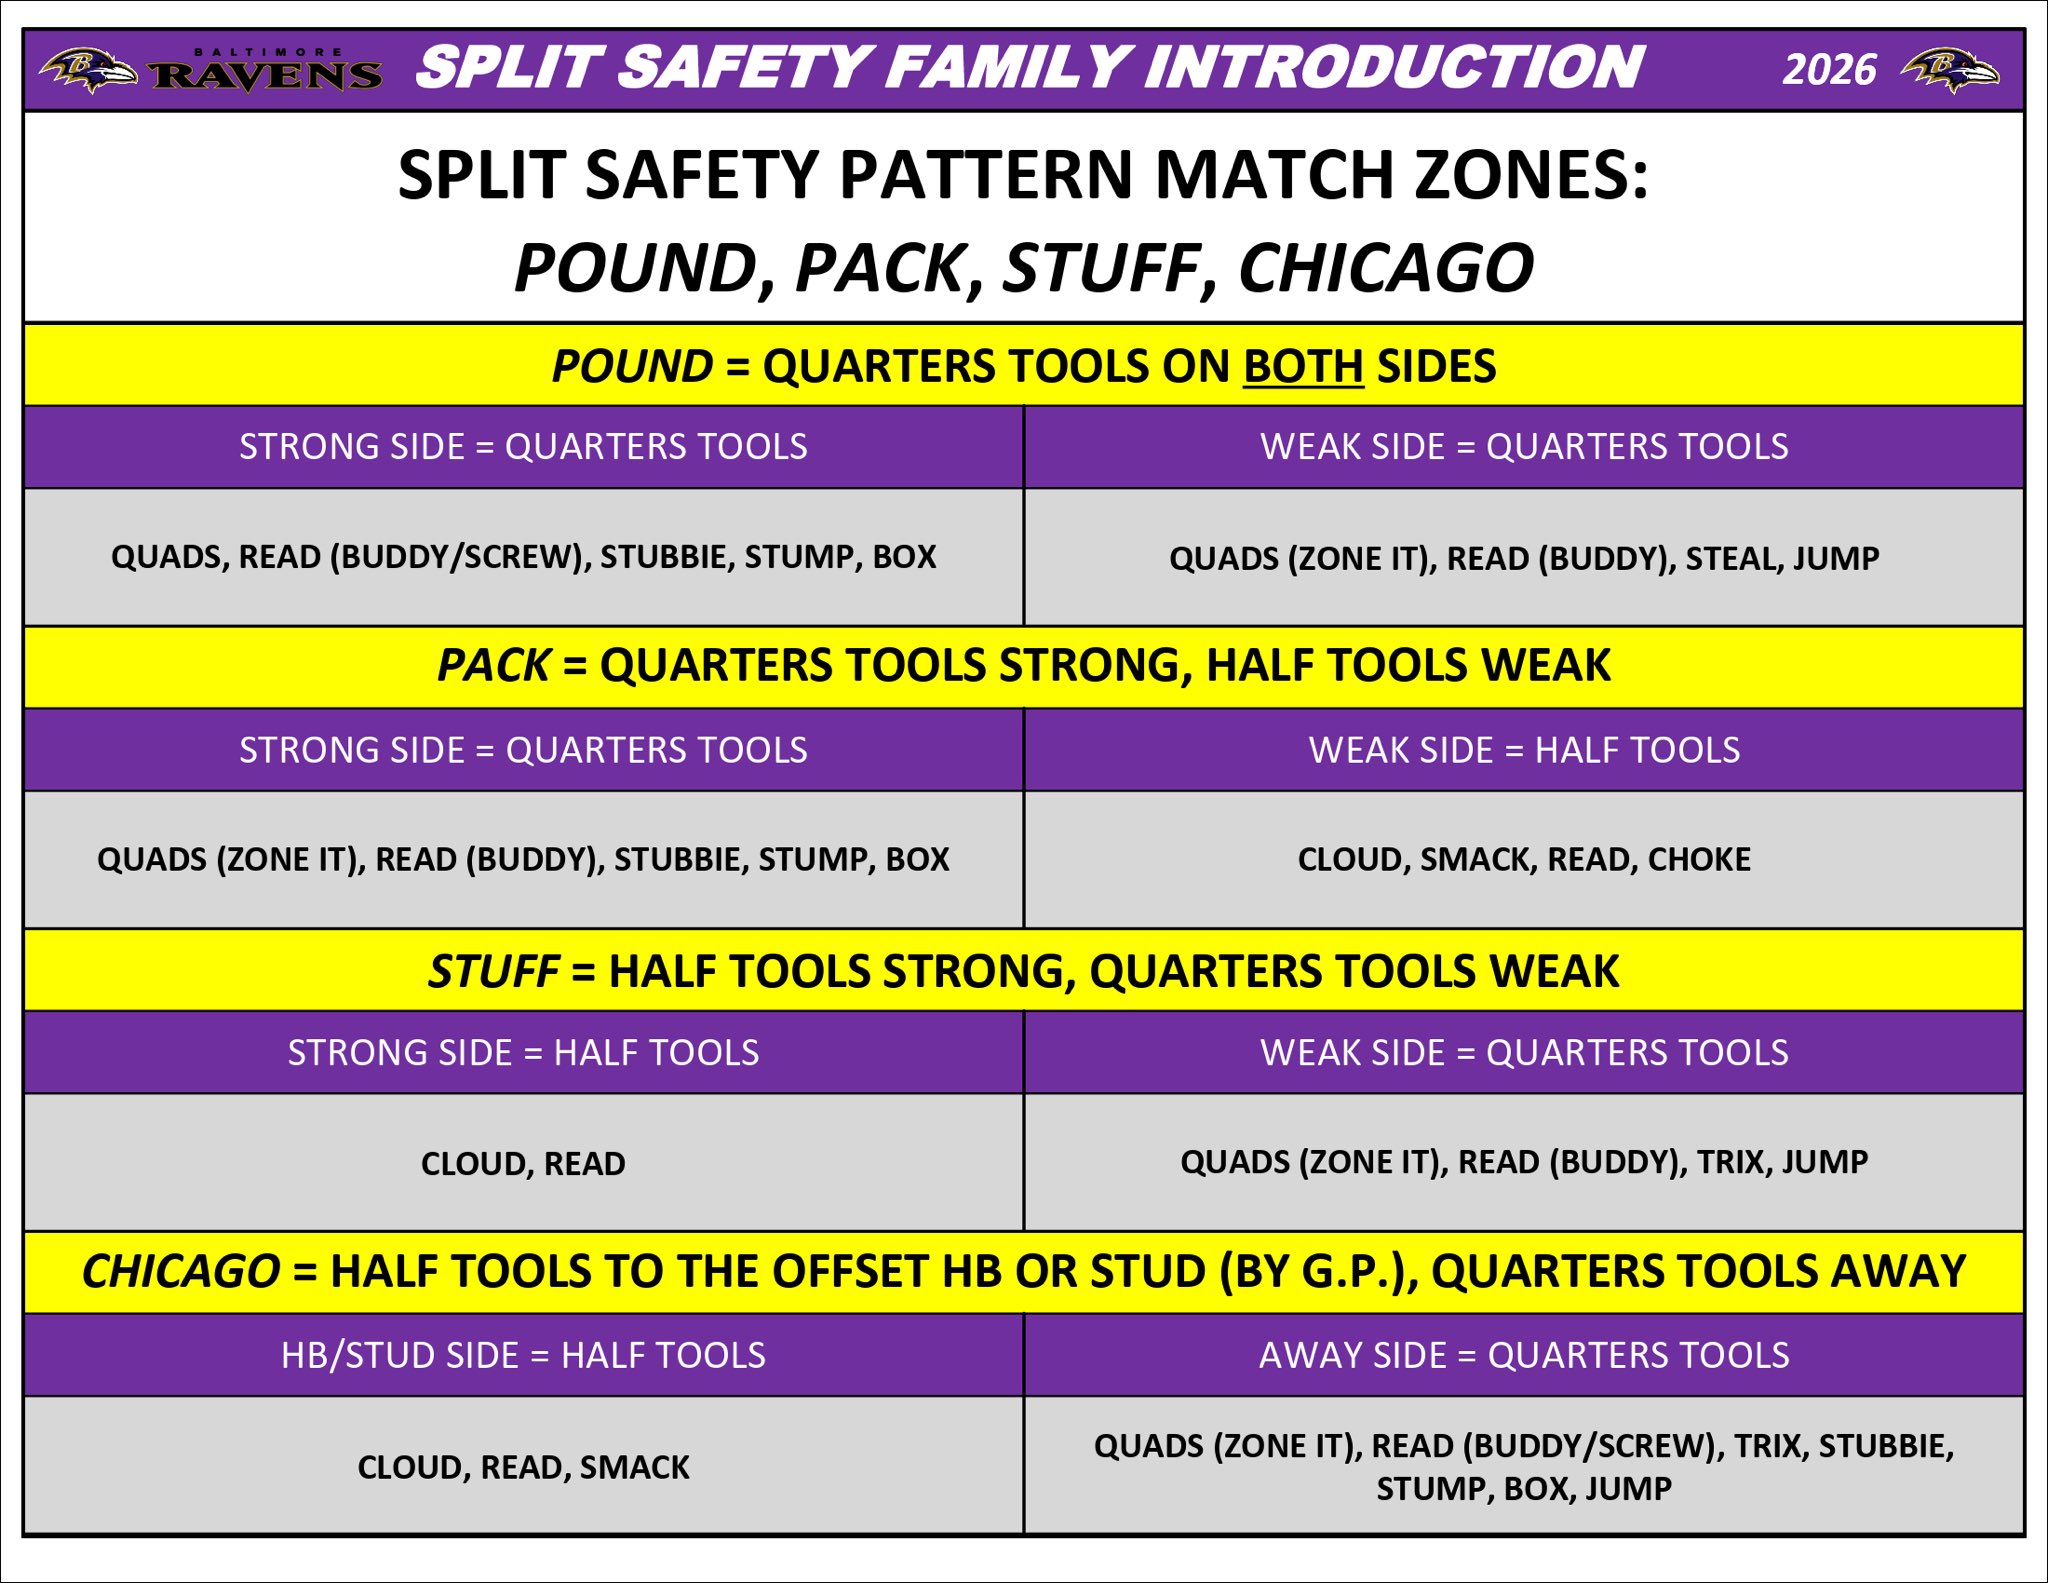 BALTIMORE
RAVENS
SPLIT SAFETY FAMILY INTRODUCTION
2026
SPLIT SAFETY PATTERN MATCH ZONES:
POUND, PACK, STUFF, CHICAGO
POUND = QUARTERS TOOLS ON BOTH SIDES
STRONG SIDE = QUARTERS TOOLS
WEAK SIDE = QUARTERS TOOLS
QUADS, READ (BUDDY/SCREW), STUBBIE, STUMP, BOX
QUADS (ZONE IT), READ (BUDDY), STEAL, JUMP
PACK = QUARTERS TOOLS STRONG, HALF TOOLS WEAK
STRONG SIDE = QUARTERS TOOLS
WEAK SIDE = HALF TOOLS
QUADS (ZONE IT), READ (BUDDY), STUBBIE, STUMP, BOX
CLOUD, SMACK, READ, CHOKE
STUFF = HALF TOOLS STRONG, QUARTERS TOOLS WEAK
STRONG SIDE = HALF TOOLS
WEAK SIDE = QUARTERS TOOLS
CLOUD, READ
QUADS (ZONE IT), READ (BUDDY), TRIX, JUMP
CHICAGO = HALF TOOLS TO THE OFFSET HB OR STUD (BY G.P.), QUARTERS TOOLS AWAY
HB/STUD SIDE = HALF TOOLS
AWAY SIDE = QUARTERS TOOLS
CLOUD, READ, SMACK
QUADS (ZONE IT), READ (BUDDY/SCREW), TRIX, STUBBIE,
STUMP, BOX, JUMP